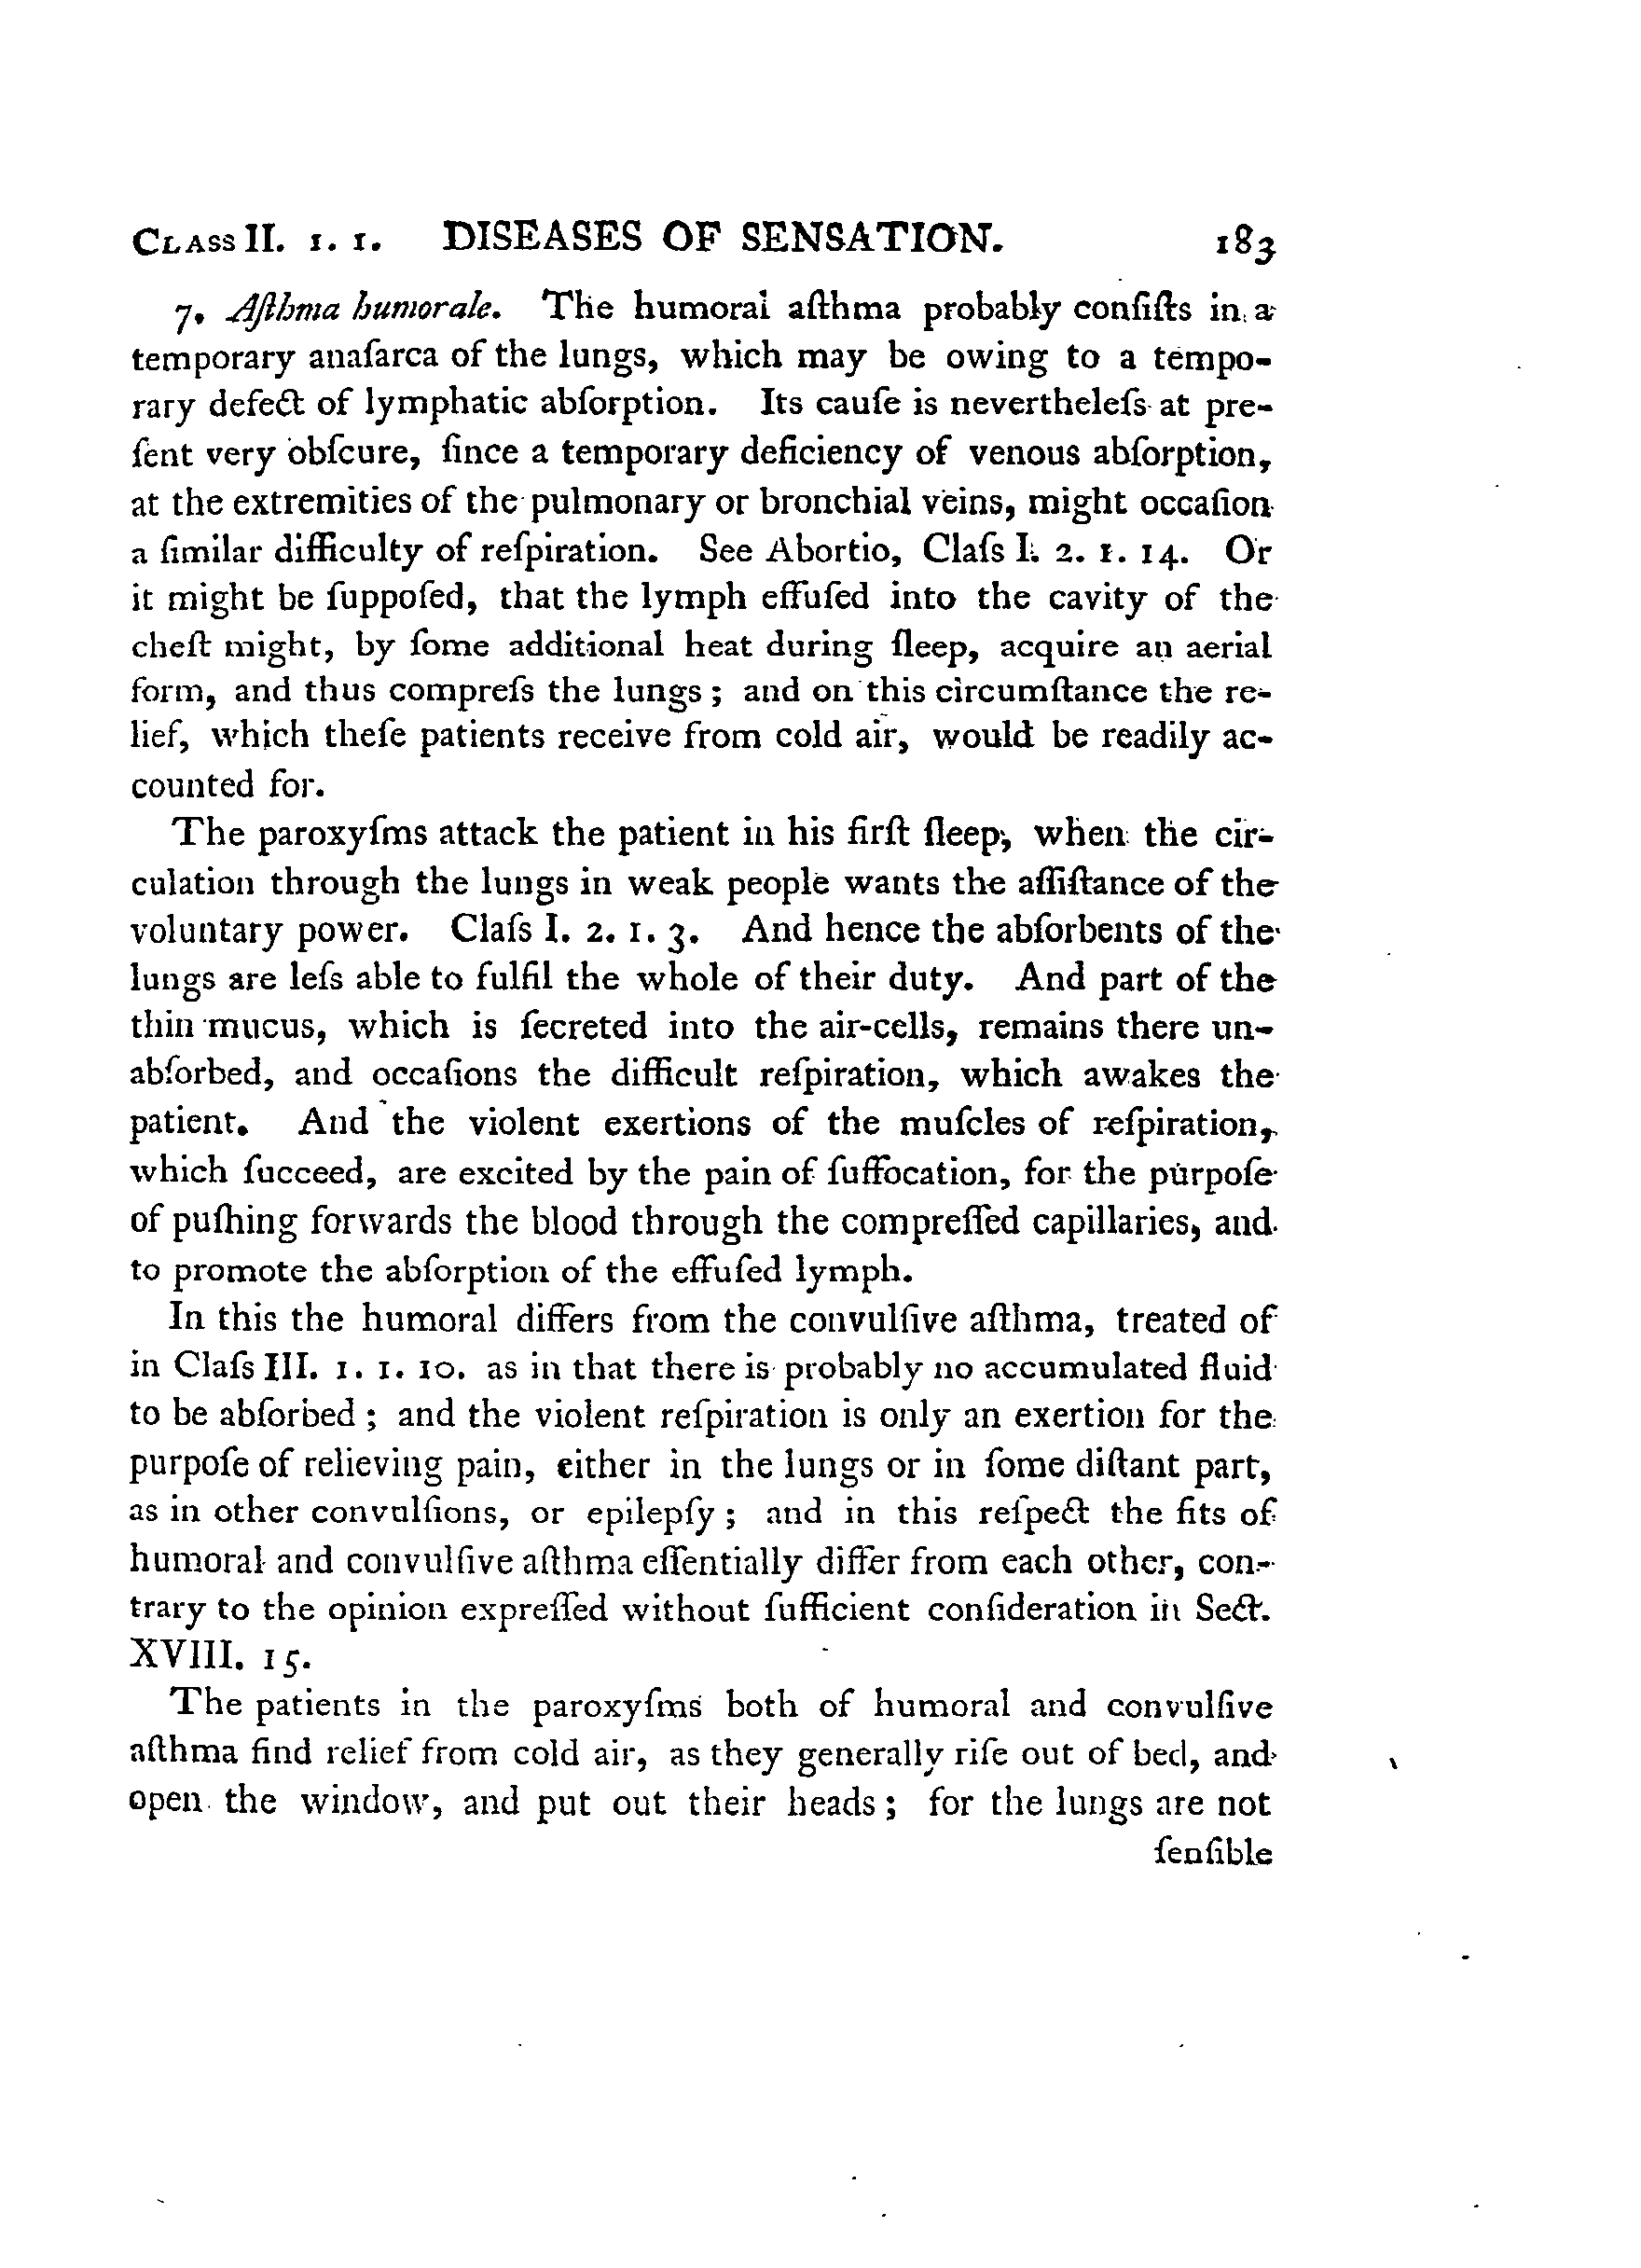 CLASS II. 1. 1. DISEASES OF SENSATION. 183
7. Aſthma humorale. The humoral aſthma probably conſiſts in a
temporary anaſarca of the lungs, which may be owing to a tempo-
rary defect of lymphatic abſorption. Its cauſe is nevertheleſs at pre-
ſent very obſcure, ſince a temporary deficiency of venous abſorption,
at the extremities of the pulmonary or bronchial veins, might occaſion
a ſimilar difficulty of reſpiration. See Abortio, Claſs I. 2. 1. 14. Or
it might be ſuppoſed, that the lymph effuſed into the cavity of the
cheſt might, by ſome additional heat during ſleep, acquire an aerial
form, and thus compreſs the lungs; and on this circumſtance the re-
lief, which theſe patients receive from cold air, would be readily ac-
counted for.
The paroxyſms attack the patient in his firſt ſleep, when the cir-
culation through the lungs in weak people wants the aſſiſtance of the
voluntary power. Claſs I. 2. 1. 3. And hence the abſorbents of the
lungs are leſs able to fulfil the whole of their duty. And part of the
thin mucus, which is ſecreted into the air-cells, remains there un-
abſorbed, and occaſions the difficult reſpiration, which awakes the
patient. And the violent exertions of the muſcles of reſpiration,
which ſucceed, are excited by the pain of ſuffocation, for the purpoſe
of puſhing forwards the blood through the compreſſed capillaries, and
to promote the abſorption of the effuſed lymph.
In this the humoral differs from the convulſive aſthma, treated of
in Claſs III. 1. 1. 10. as in that there is probably no accumulated fluid
to be abſorbed; and the violent reſpiration is only an exertion for the
purpoſe of relieving pain, either in the lungs or in ſome diſtant part,
as in other convulſions, or epilepſy; and in this reſpect the fits of
humoral and convulſive aſthma eſſentially differ from each other, con-
trary to the opinion expreſſed without ſufficient conſideration in Sect.
XVIII. 15.
The patients in the paroxyſms both of humoral and convulſive
aſthma find relief from cold air, as they generally riſe out of bed, and
open the window, and put out their heads; for the lungs are not
ſenſible